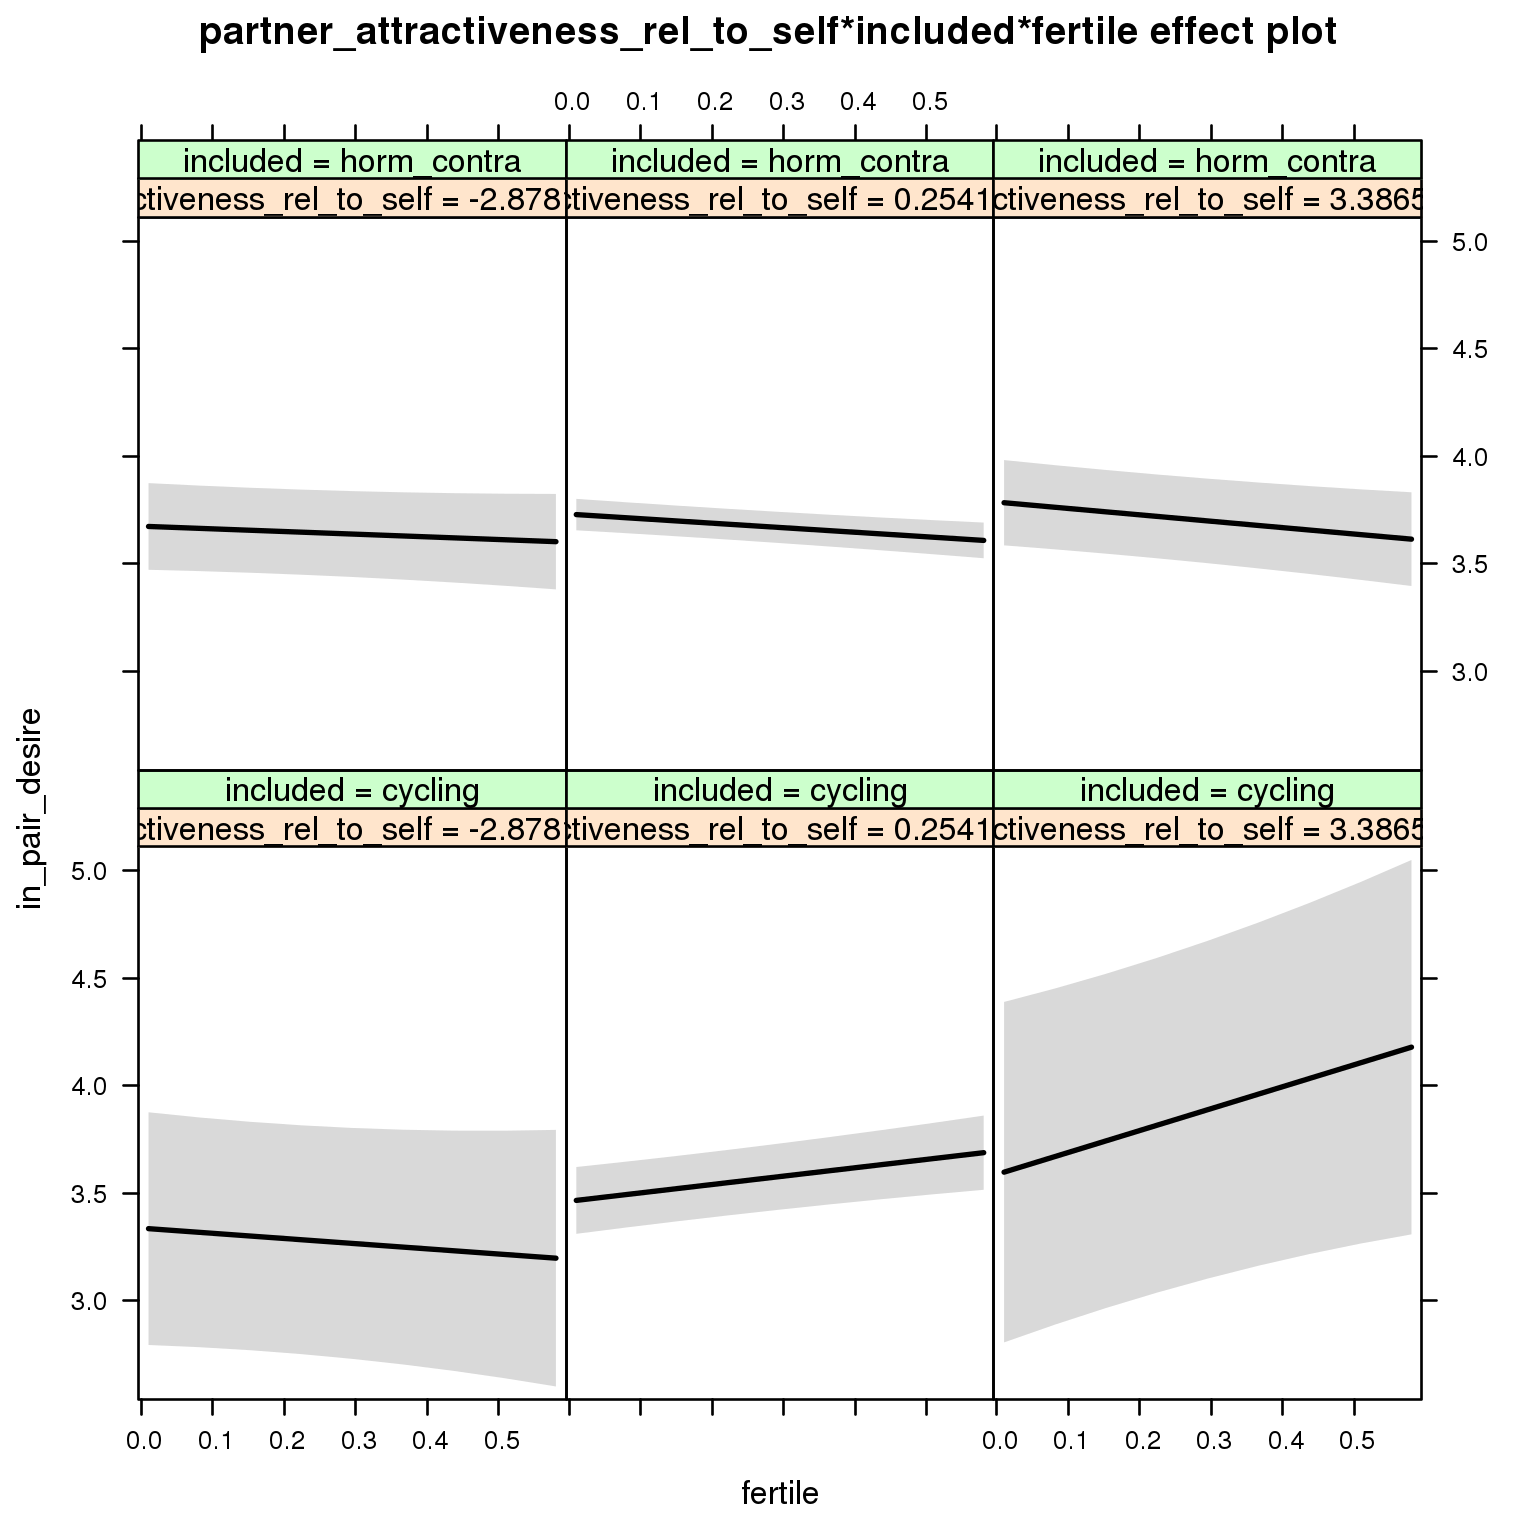 partner_attractiveness_rel_to_self*included*fertile effect plot
0.0 0.1 0.2 0.3 0.4 0.5
included = horm_contra included = horm_contra included = horm_contra
ctiveness_rel_to_self = -2.878 ctiveness_rel_to_self = 0.2541 ctiveness_rel_to_self = 3.3865
5.0
4.5
4.0
3.5
3.0
in_pair_desire
included = cycling included = cycling included = cycling
ctiveness_rel_to_self = -2.878 ctiveness_rel_to_self = 0.2541 ctiveness_rel_to_self = 3.3865
5.0
4.5
4.0
3.5
3.0
0.0 0.1 0.2 0.3 0.4 0.5 0.0 0.1 0.2 0.3 0.4 0.5
fertile